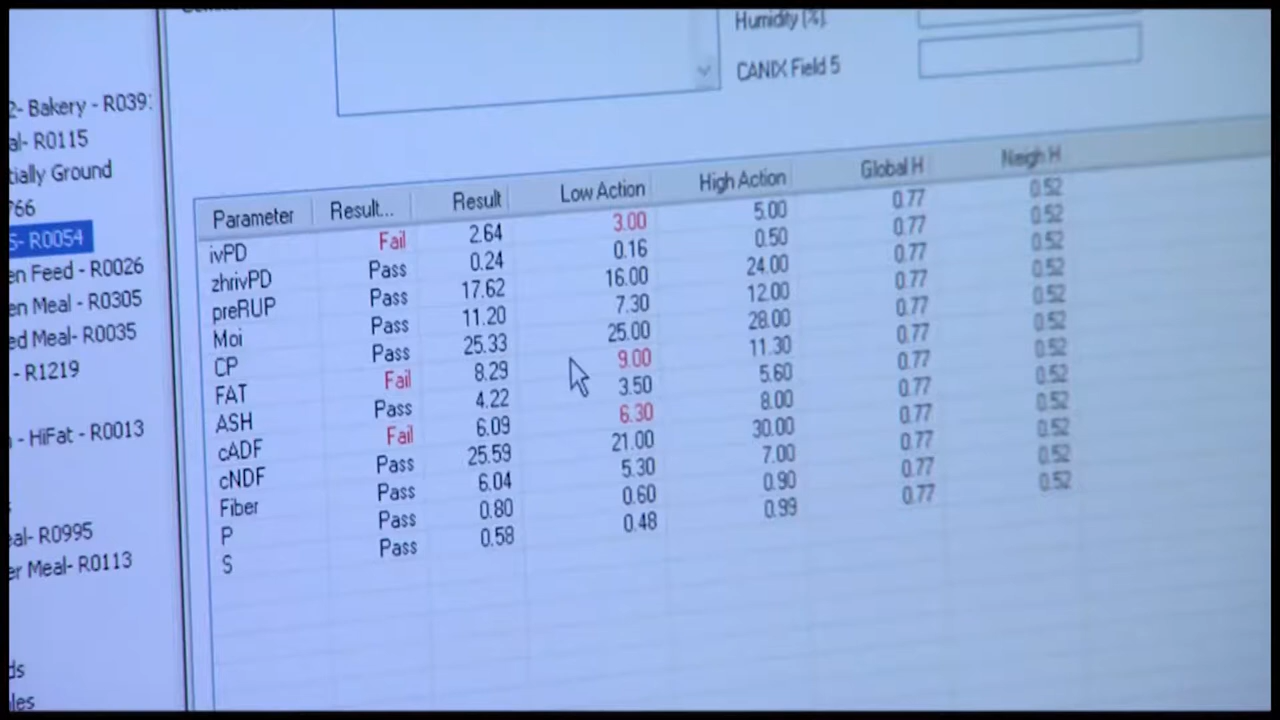 Humidity [%].
CANIX Field 5
2- Bakery - R039
al- R0115
tially Ground
766
S- R0054
en Feed - R0026
en Meal - R0305
ed Meal- R0035
- R1219
- HiFat - R0013
eal- R0995
er Meal- R0113
ds
les
Parameter Result... Result Low Action High Action Global H Neigh H
ivPD Fail 2.64 3.00 5.00 0.77 0.52
zhrivPD Pass 0.24 0.16 0.50 0.77 0.52
preRUP Pass 17.62 16.00 24.00 0.77 0.52
Moi Pass 11.20 7.30 12.00 0.77 0.52
CP Pass 25.33 25.00 28.00 0.77 0.52
FAT Fail 8.29 9.00 11.30 0.77 0.52
ASH Pass 4.22 3.50 5.60 0.77 0.52
cADF Fail 6.09 6.30 8.00 0.77 0.52
cNDF Pass 25.59 21.00 30.00 0.77 0.52
Fiber Pass 6.04 5.30 7.00 0.77 0.52
P Pass 0.80 0.60 0.90 0.77 0.52
S Pass 0.58 0.48 0.99 0.77 0.52